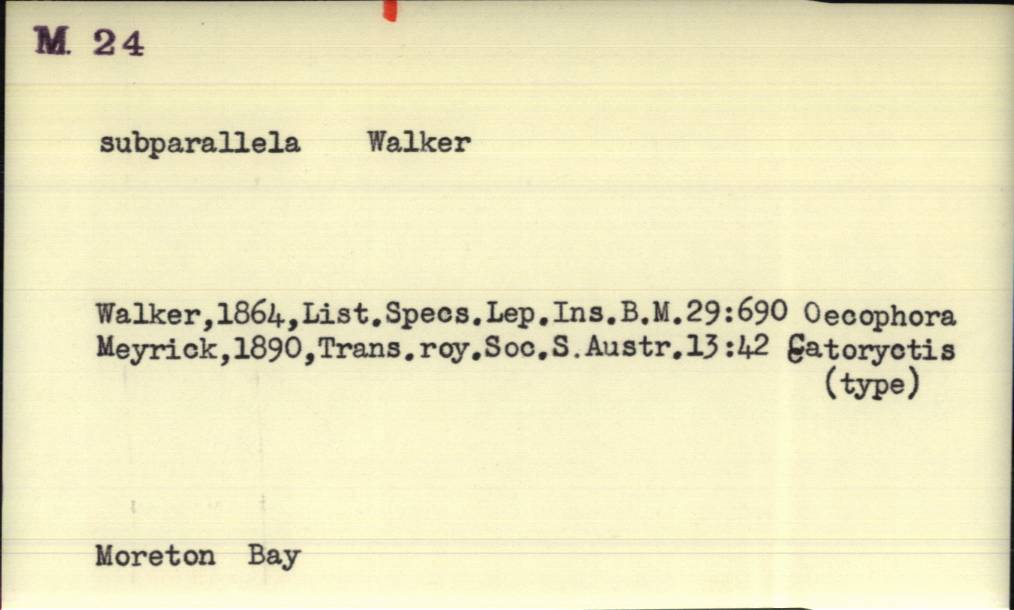 M. 24
subparallela Walker
Walker,1864,List.Specs.Lep.Ins.B.M.29:690 Oecophora
Meyrick,1890,Trans.roy.Soc.S.Austr.13:42 Catoryctis
(type)
Moreton Bay